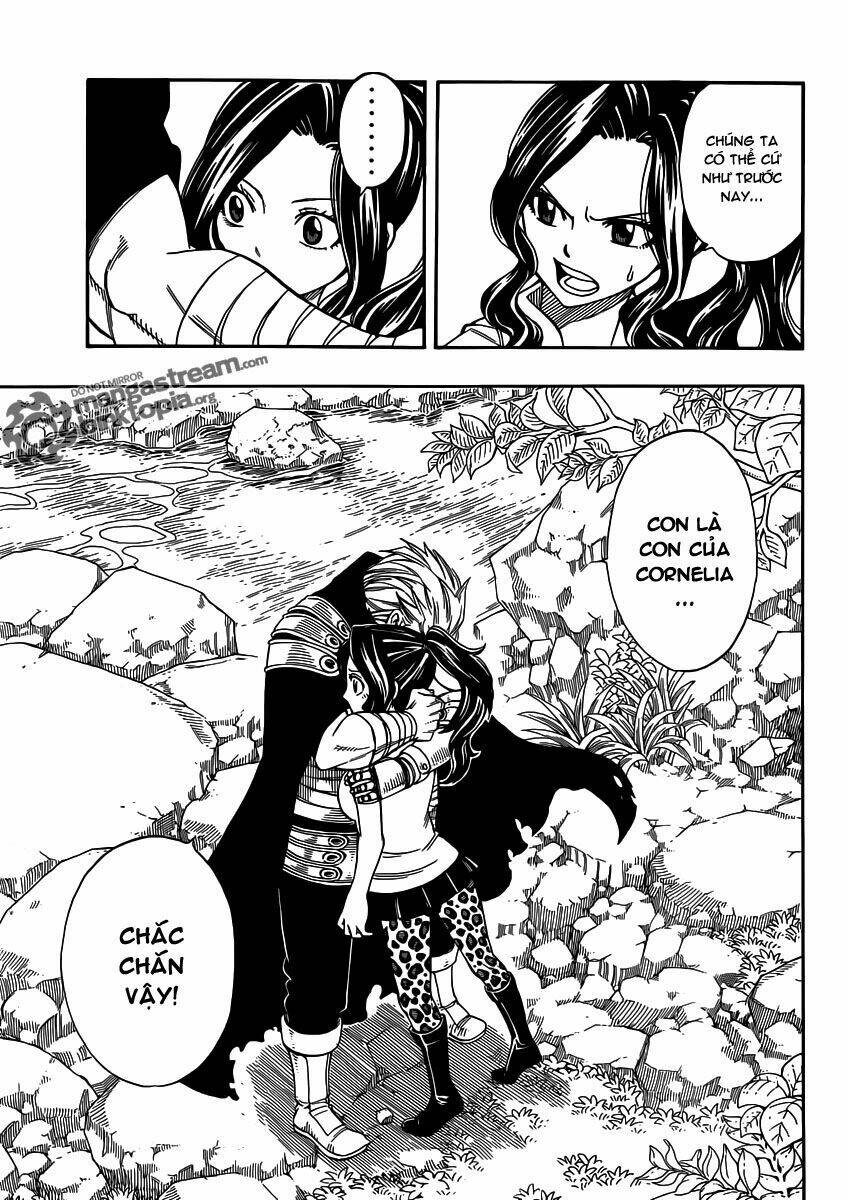 CHÚNG TA
CÓ THỂ CỨ
NHƯ TRƯỚC
NAY...
........
DO NOT MIRROR
mangastream.com
dirktopia.org
CON LÀ
CON CỦA
CORNELIA
...
CHẮC
CHẮN
VẬY!